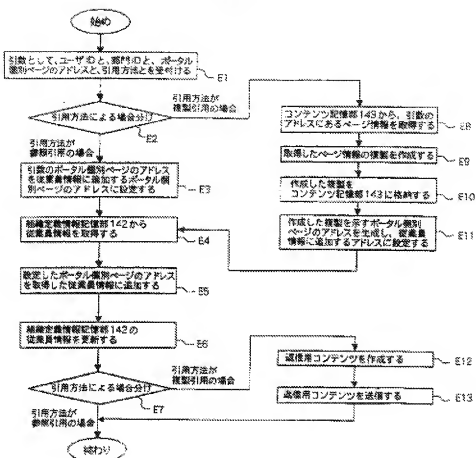 始め
引数として、ユーザIDと、部門IDと、ポータル
個別ページのアドレスと、引用方法とを受付ける
E1
引用方法による場合分け
E2
引用方法が
複製引用の場合
引用方法が
参照引用の場合
引数のポータル個別ページのアドレス
を従業員情報に追加するポータル個
別ページのアドレスに設定する
E3
組織定義情報記憶部142から
従業員情報を取得する
E4
設定したポータル個別ページのアドレス
を取得した従業員情報に追加する
E5
組織定義情報記憶部142の
従業員情報を更新する
E6
引用方法による場合分け
E7
引用方法が
複製引用の場合
引用方法が
参照引用の場合
終わり
コンテンツ記憶部143から、引数の
アドレスにあるページ情報を取得する
E8
取得したページ情報の複製を作成する
E9
作成した複製を
コンテンツ記憶部143に格納する
E10
作成した複製を示すポータル個別
ページのアドレスを生成し、従業員
情報に追加するアドレスに設定する
E11
返信用コンテンツを作成する
E12
返信用コンテンツを送信する
E13